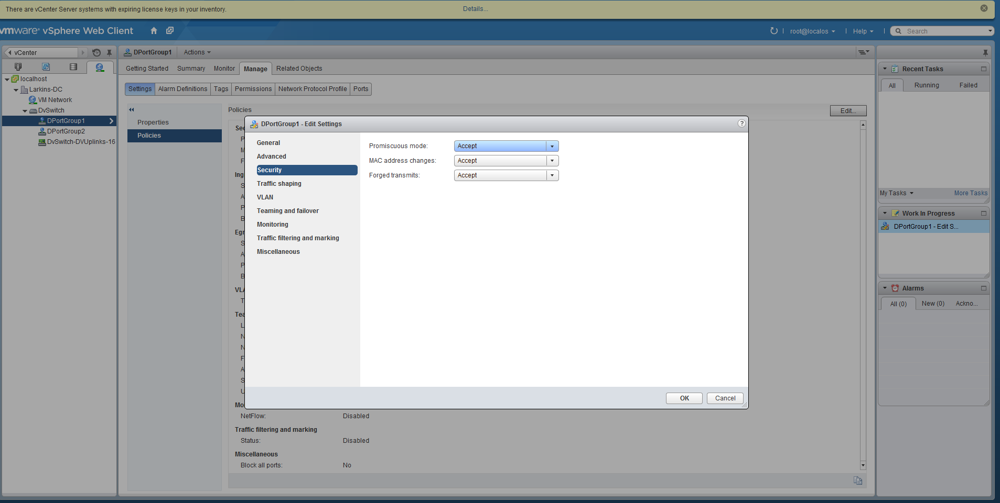 There are vCenter Server systems with expiring license keys in your inventory.
Details...
vmware® vSphere Web Client
root@localos
Help
Search
vCenter
localhost
Larkins-DC
VM Network
DvSwitch
DPortGroup1
DPortGroup2
DvSwitch-DVUplinks-16
DPortGroup1
Actions
Getting Started
Summary
Monitor
Manage
Related Objects
Settings
Alarm Definitions
Tags
Permissions
Network Protocol Profile
Ports
Properties
Policies
Policies
Edit...
Sec
P
M
F
Ing
S
A
P
B
Egr
S
A
P
B
VLA
T
Tea
L
N
N
F
A
S
U
Mo
NetFlow: Disabled
Traffic filtering and marking
Status: Disabled
Miscellaneous
Block all ports: No
DPortGroup1 - Edit Settings
?
General
Advanced
Security
Traffic shaping
VLAN
Teaming and failover
Monitoring
Traffic filtering and marking
Miscellaneous
Promiscuous mode: Accept
MAC address changes: Accept
Forged transmits: Accept
OK
Cancel
Recent Tasks
All
Running
Failed
My Tasks
More Tasks
Work In Progress
DPortGroup1 - Edit S...
Alarms
All (0)
New (0)
Ackno...